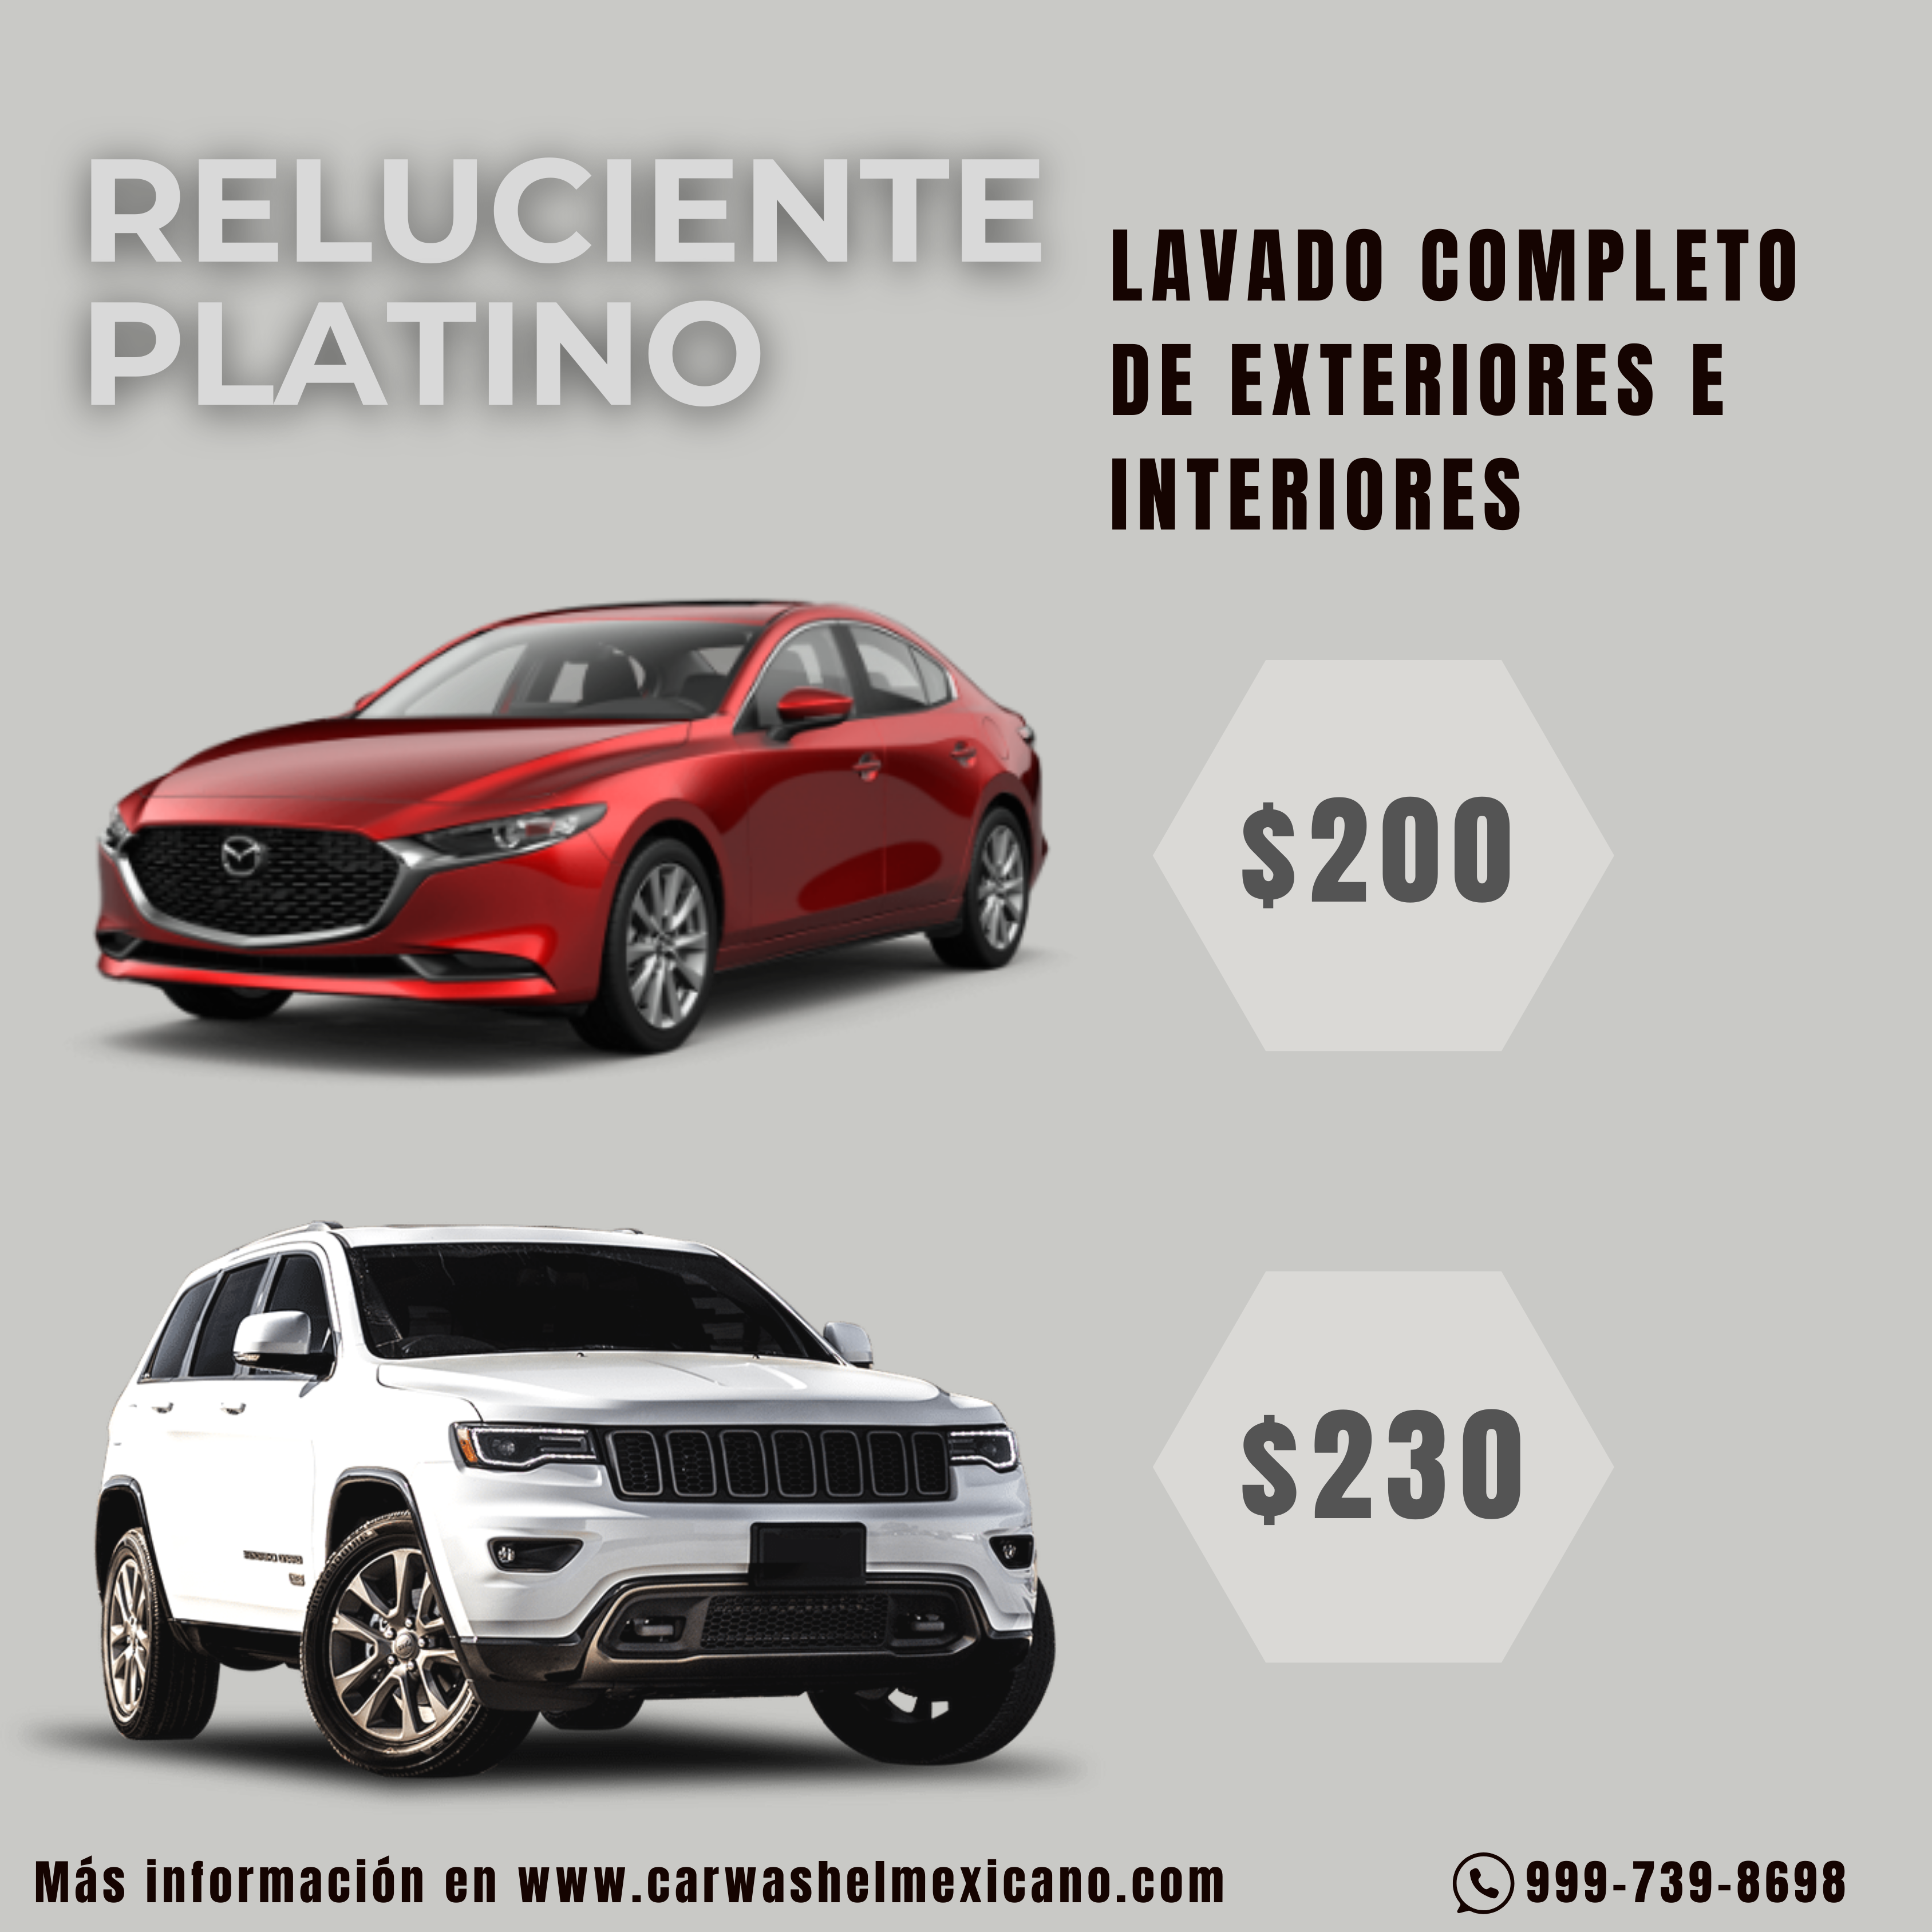 RELUCIENTE
PLATINO
LAVADO COMPLETO
DE EXTERIORES E
INTERIORES
$200
$230
Más información en www.carwashelmexicano.com
999-739-8698